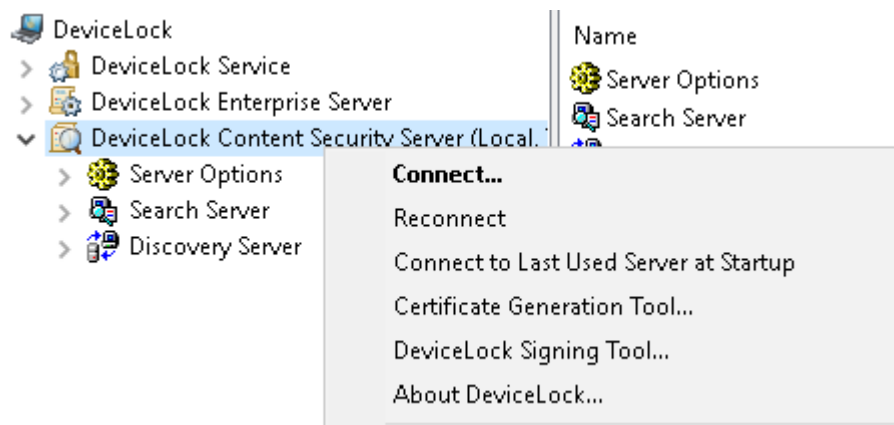 DeviceLock
DeviceLock Service
DeviceLock Enterprise Server
DeviceLock Content Security Server (Local,
Server Options
Search Server
Discovery Server
Name
Server Options
Search Server
Connect...
Reconnect
Connect to Last Used Server at Startup
Certificate Generation Tool...
DeviceLock Signing Tool...
About DeviceLock...